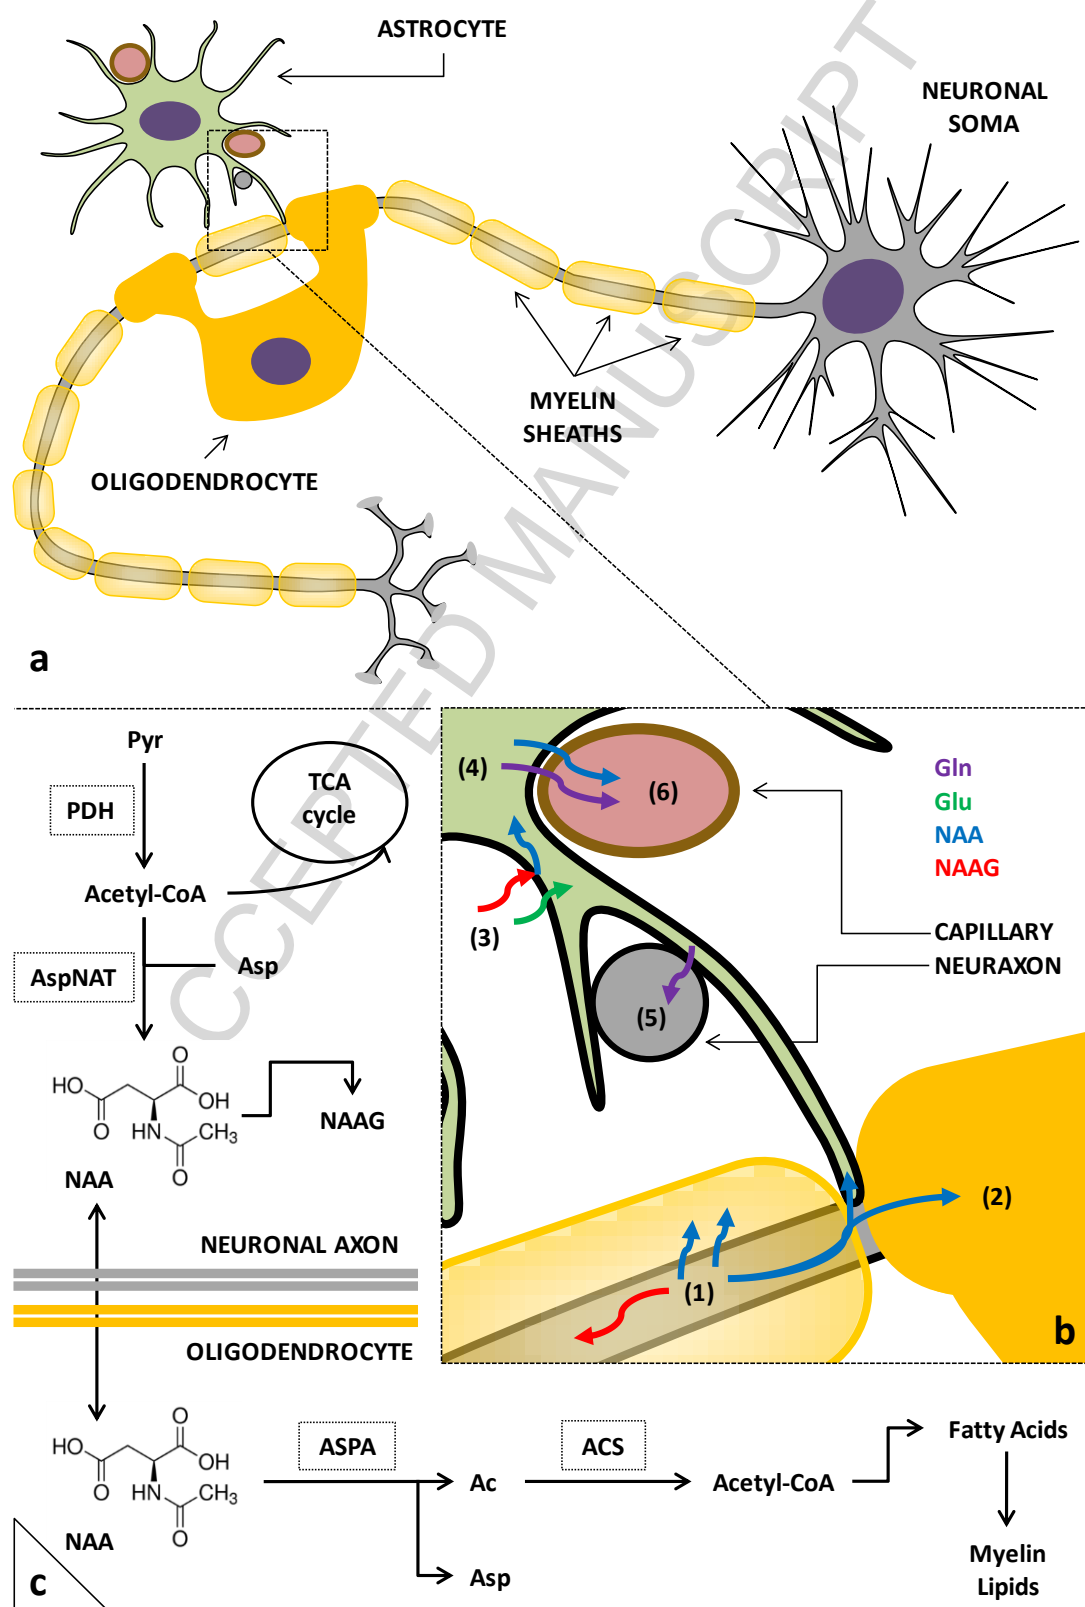 ASTROCYTE
NEURONAL
SOMA
MYELIN
SHEATHS
OLIGODENDROCYTE
a
CCEPTED MANUSCRIPT
Pyr
PDH
TCA
cycle
Acetyl-CoA
AspNAT
Asp
HO
O
O
OH
HN
CH3
O
NAA
NAAG
NEURONAL AXON
OLIGODENDROCYTE
(4)
(6)
Gln
Glu
NAA
NAAG
(3)
CAPILLARY
NEURAXON
(5)
(2)
(1)
b
HO
O
O
OH
HN
CH3
O
NAA
ASPA
Ac
Asp
ACS
Acetyl-CoA
Fatty Acids
Myelin
Lipids
c